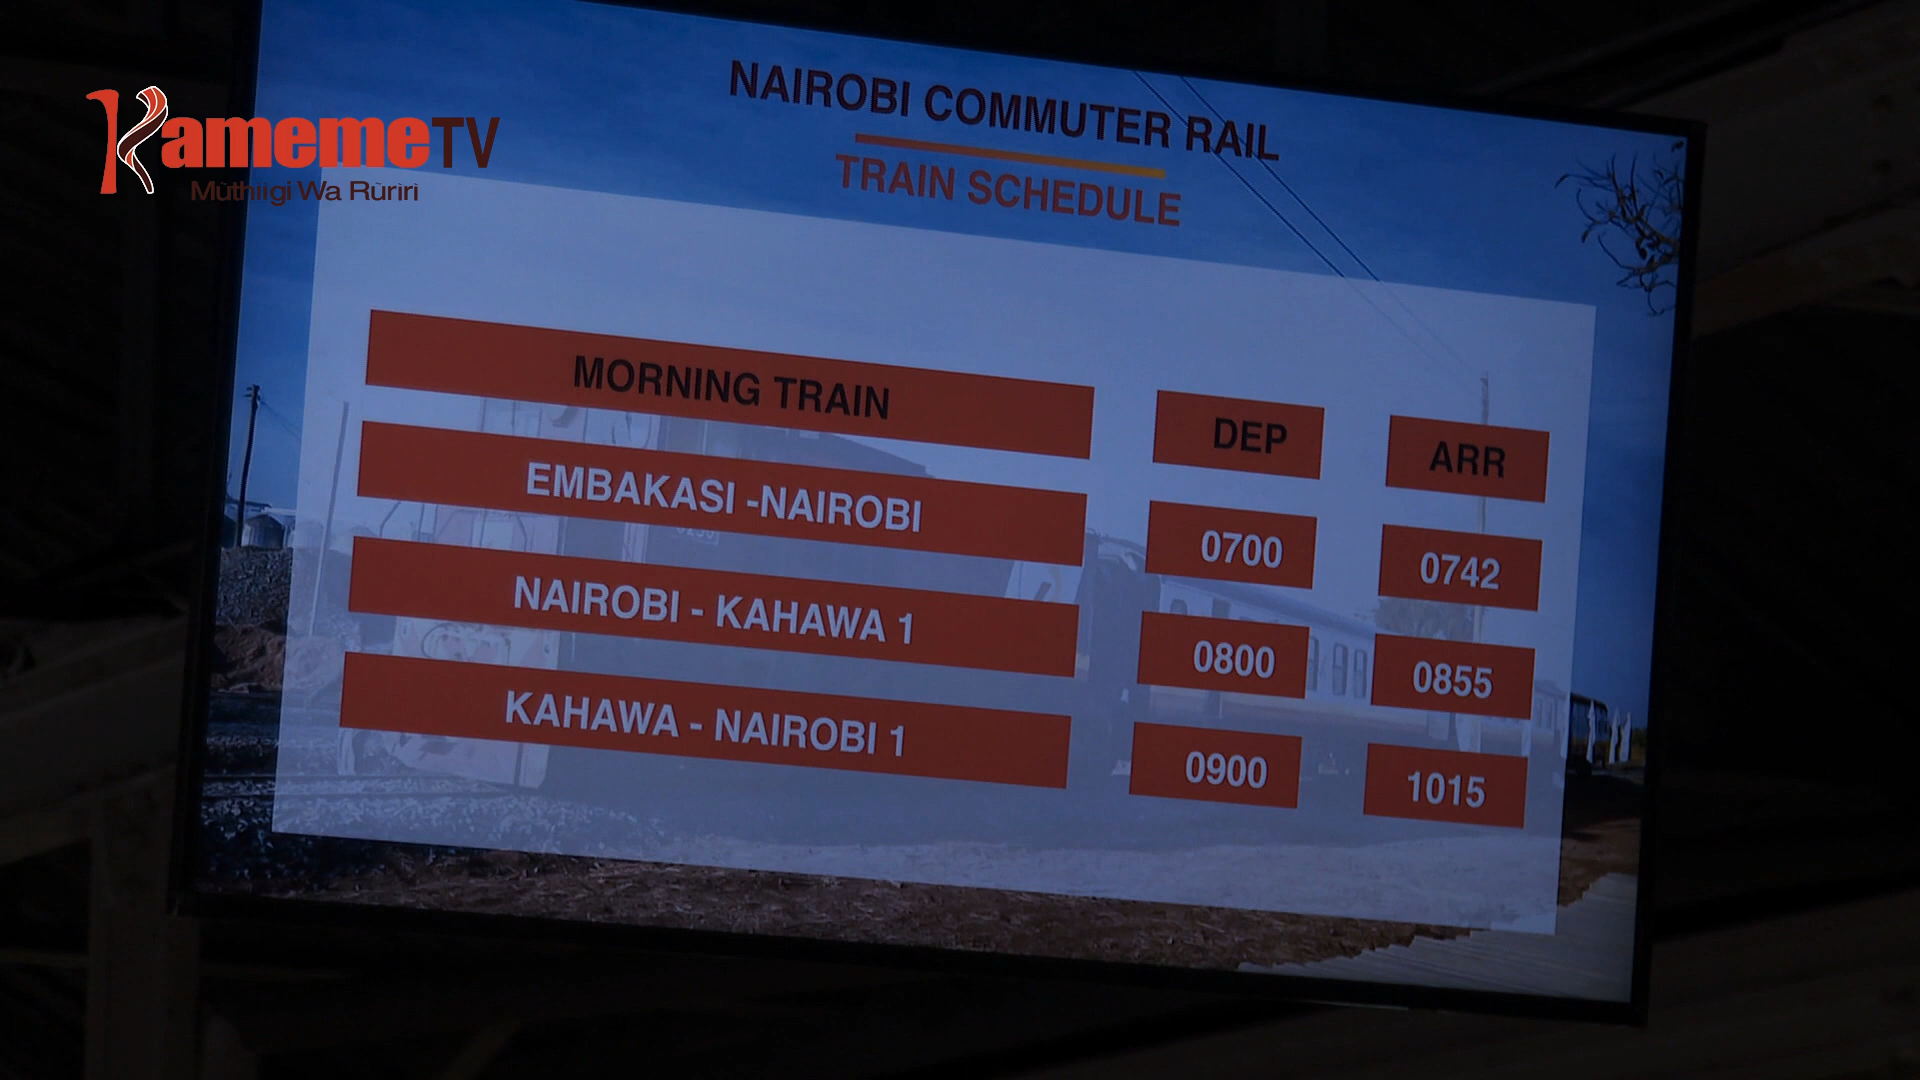 KamemeTV
Mũthiigi Wa Rũrĩrĩ
NAIROBI COMMUTER RAIL
TRAIN SCHEDULE
MORNING TRAIN DEP ARR
EMBAKASI -NAIROBI 0700 0742
NAIROBI - KAHAWA 1 0800 0855
KAHAWA - NAIROBI 1 0900 1015